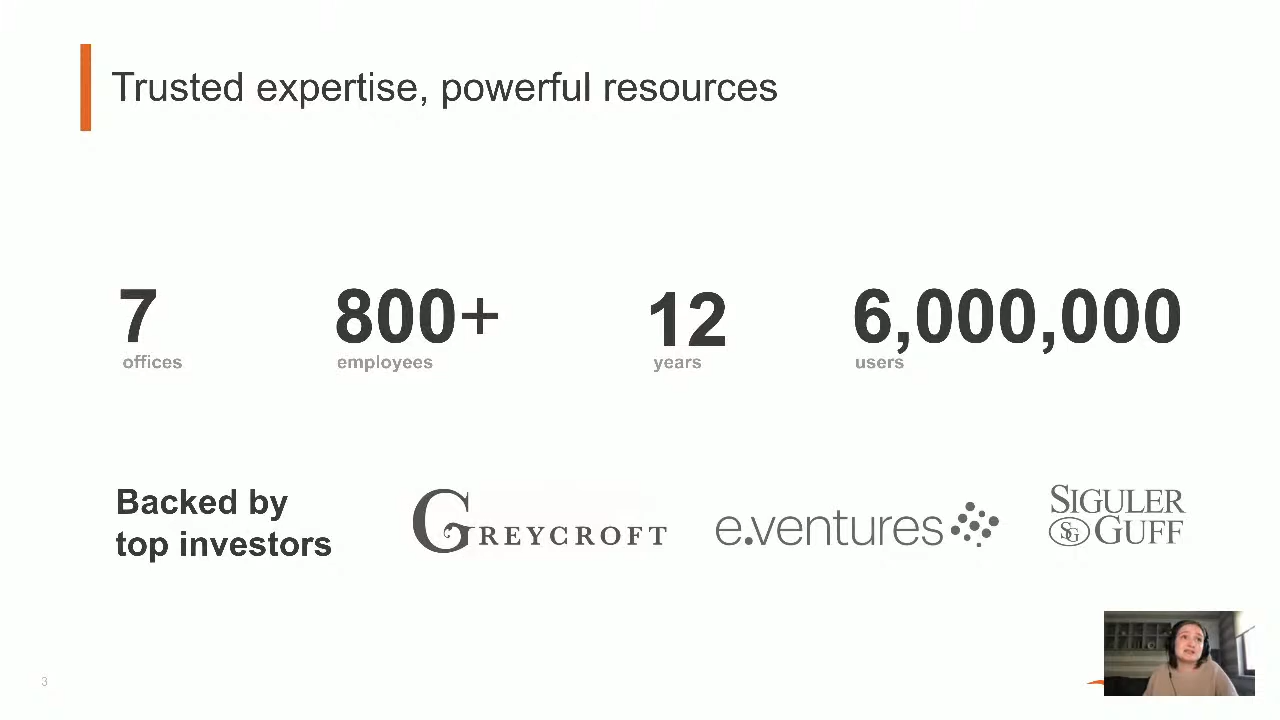 Trusted expertise, powerful resources
7
offices
800+
employees
12
years
6,000,000
users
Backed by
top investors
GREYCROFT
e.ventures
SIGULER
SG GUFF
3